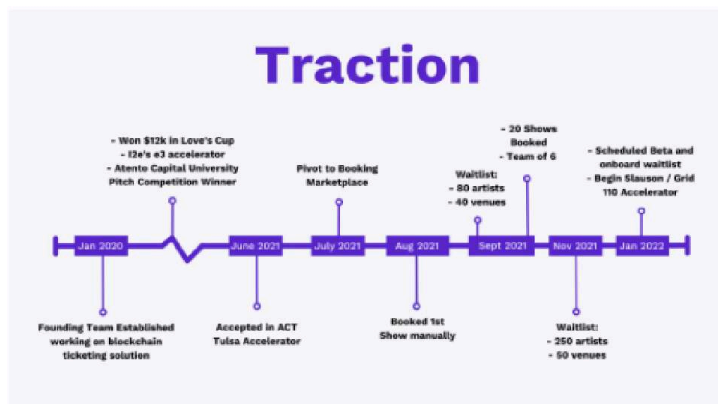 Traction
- Won $12k in Love's Cup
- i2e's e3 accelerator
- Atento Capital University
Pitch Competition Winner
Pivot to Booking
Marketplace
Waitlist:
- 80 artists
- 40 venues
- 20 Shows
Booked
- Team of 6
- Scheduled Beta and
onboard waitlist
- Begin Slauson / Grid
110 Accelerator
Jan 2020
June 2021
July 2021
Aug 2021
Sept 2021
Nov 2021
Jan 2022
Founding Team Established
working on blockchain
ticketing solution
Accepted in ACT
Tulsa Accelerator
Booked 1st
Show manually
Waitlist:
- 250 artists
- 50 venues